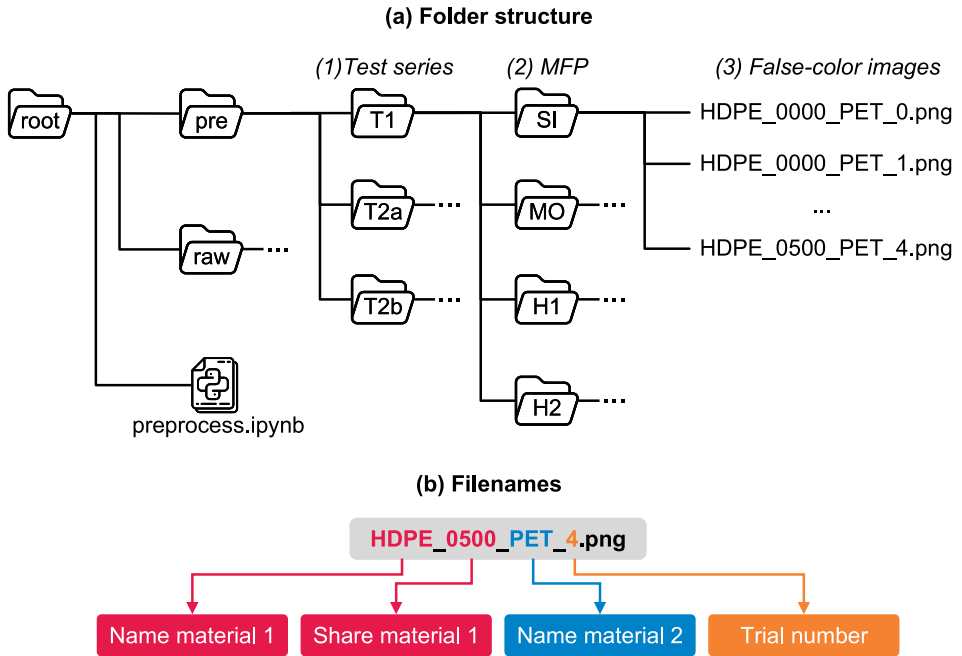 (a) Folder structure
(1)Test series (2) MFP (3) False-color images
root pre T1 SI HDPE_0000_PET_0.png
HDPE_0000_PET_1.png
T2a ... MO ... ...
raw ... HDPE_0500_PET_4.png
T2b ... H1 ...
H2 ...
preprocess.ipynb
(b) Filenames
HDPE_0500_PET_4.png
Name material 1 Share material 1 Name material 2 Trial number